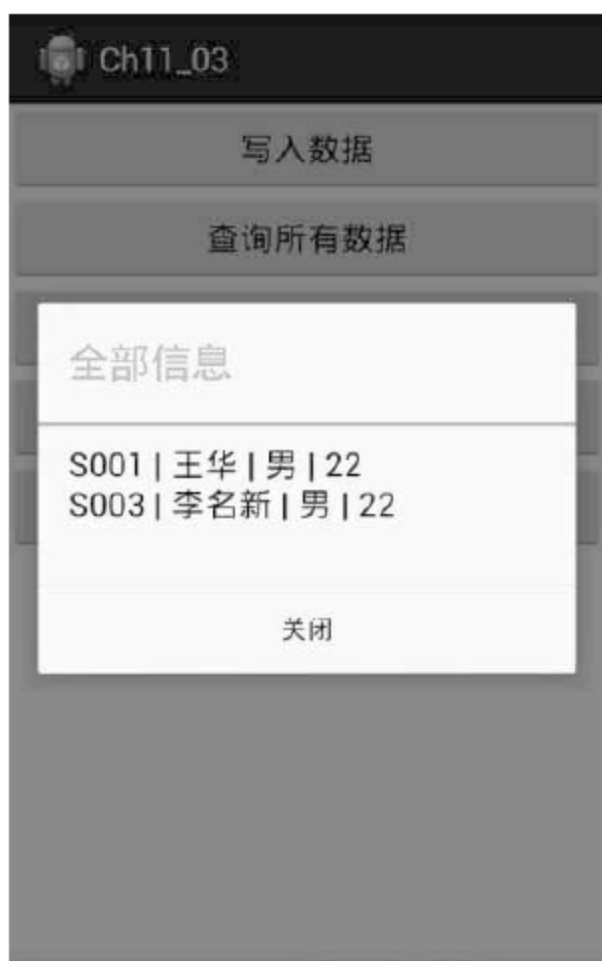 Ch11_03
写入数据
查询所有数据
全部信息
S001 | 王华 | 男 | 22
S003 | 李名新 | 男 | 22
关闭